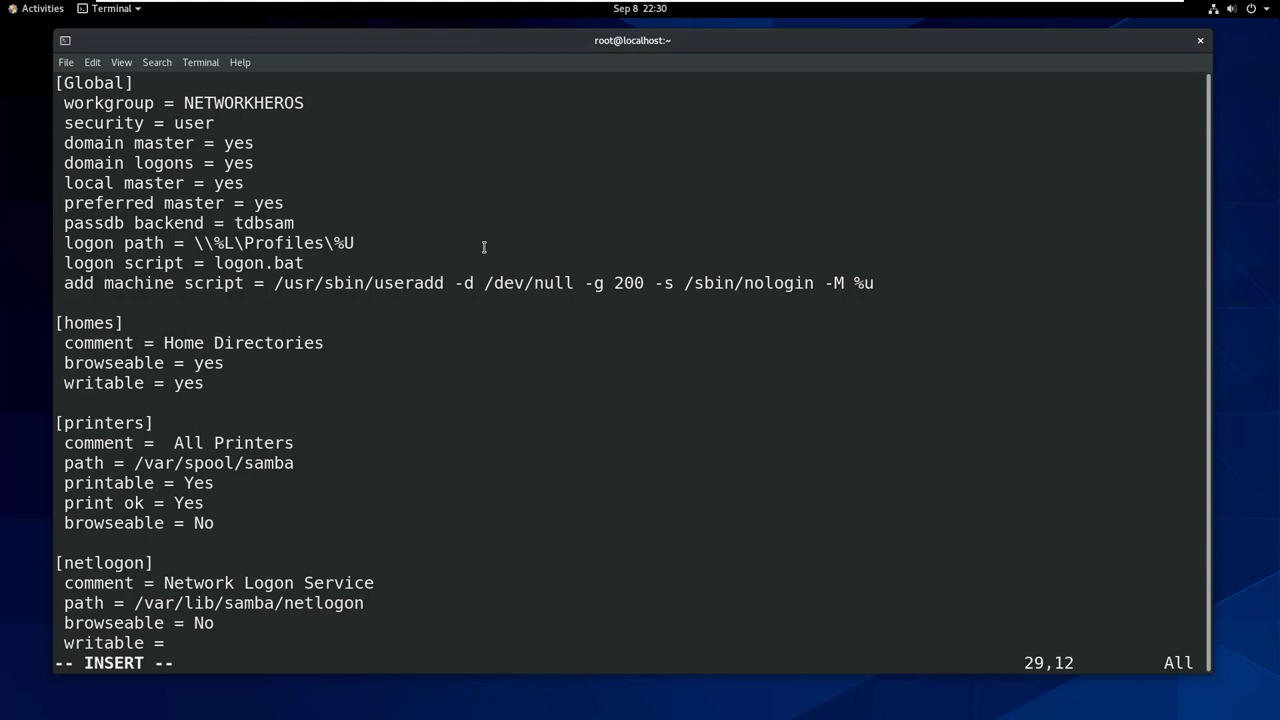 Activities Terminal Sep 8 22:30
root@localhost:~ ×
File Edit View Search Terminal Help
[Global]
workgroup = NETWORKHEROS
security = user
domain master = yes
domain logons = yes
local master = yes
preferred master = yes
passdb backend = tdbsam
logon path = \\%L\Profiles\%U
logon script = logon.bat
add machine script = /usr/sbin/useradd -d /dev/null -g 200 -s /sbin/nologin -M %u
[homes]
comment = Home Directories
browseable = yes
writable = yes
[printers]
comment =  All Printers
path = /var/spool/samba
printable = Yes
print ok = Yes
browseable = No
[netlogon]
comment = Network Logon Service
path = /var/lib/samba/netlogon
browseable = No
writable =
-- INSERT -- 29,12 All